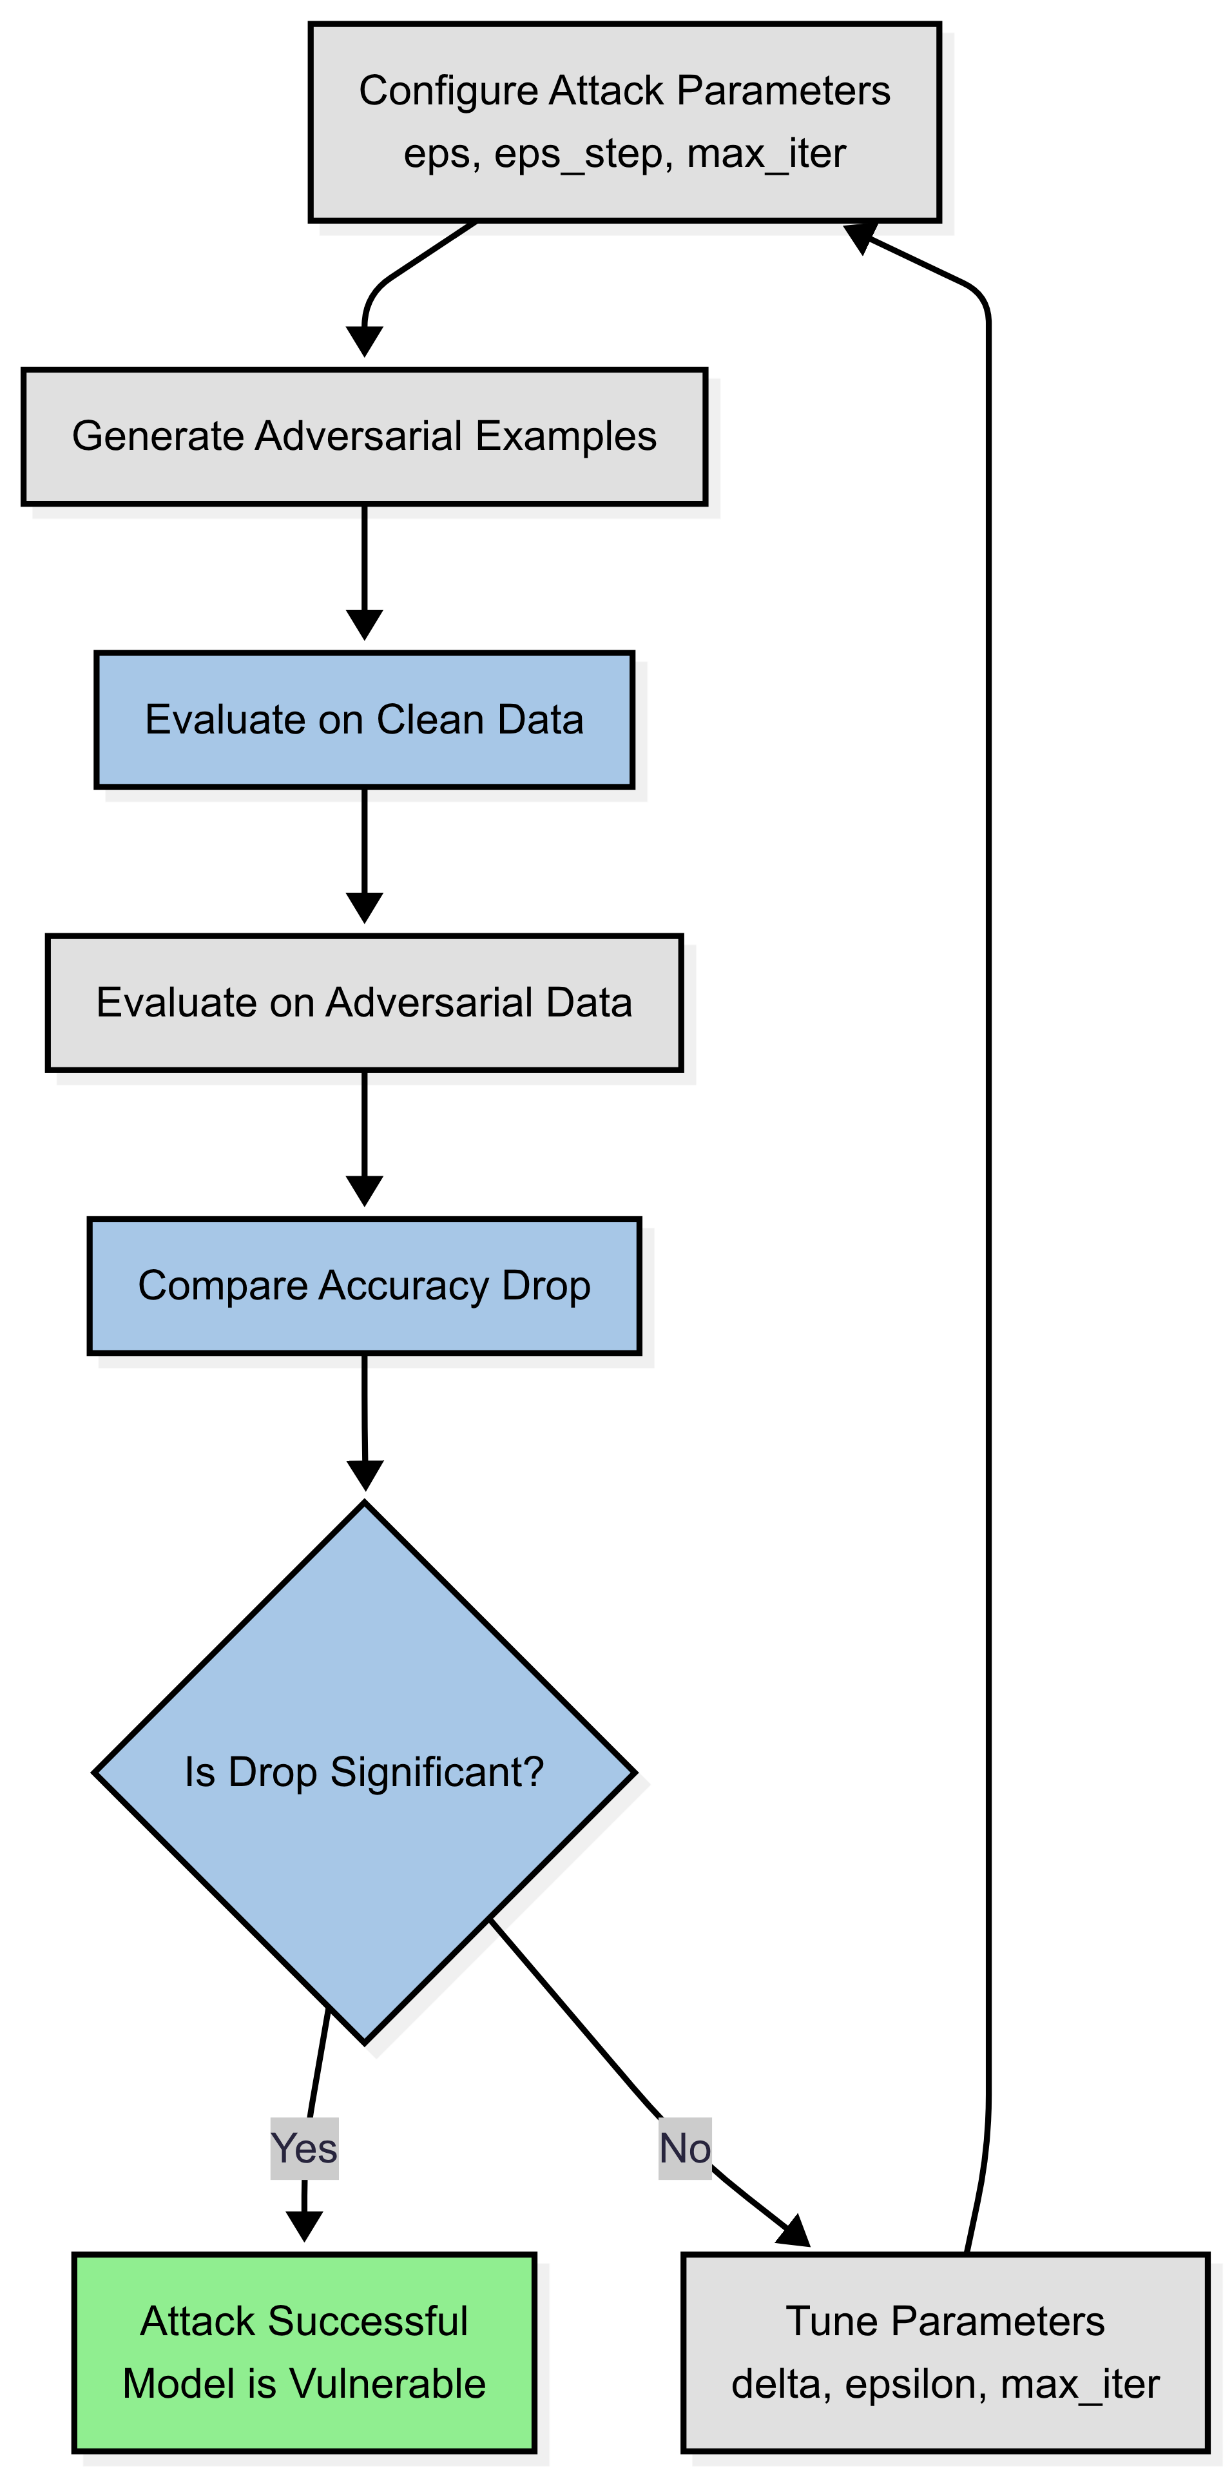 Configure Attack Parameters
eps, eps_step, max_iter
Generate Adversarial Examples
Evaluate on Clean Data
Evaluate on Adversarial Data
Compare Accuracy Drop
Is Drop Significant?
Yes
No
Attack Successful
Model is Vulnerable
Tune Parameters
delta, epsilon, max_iter